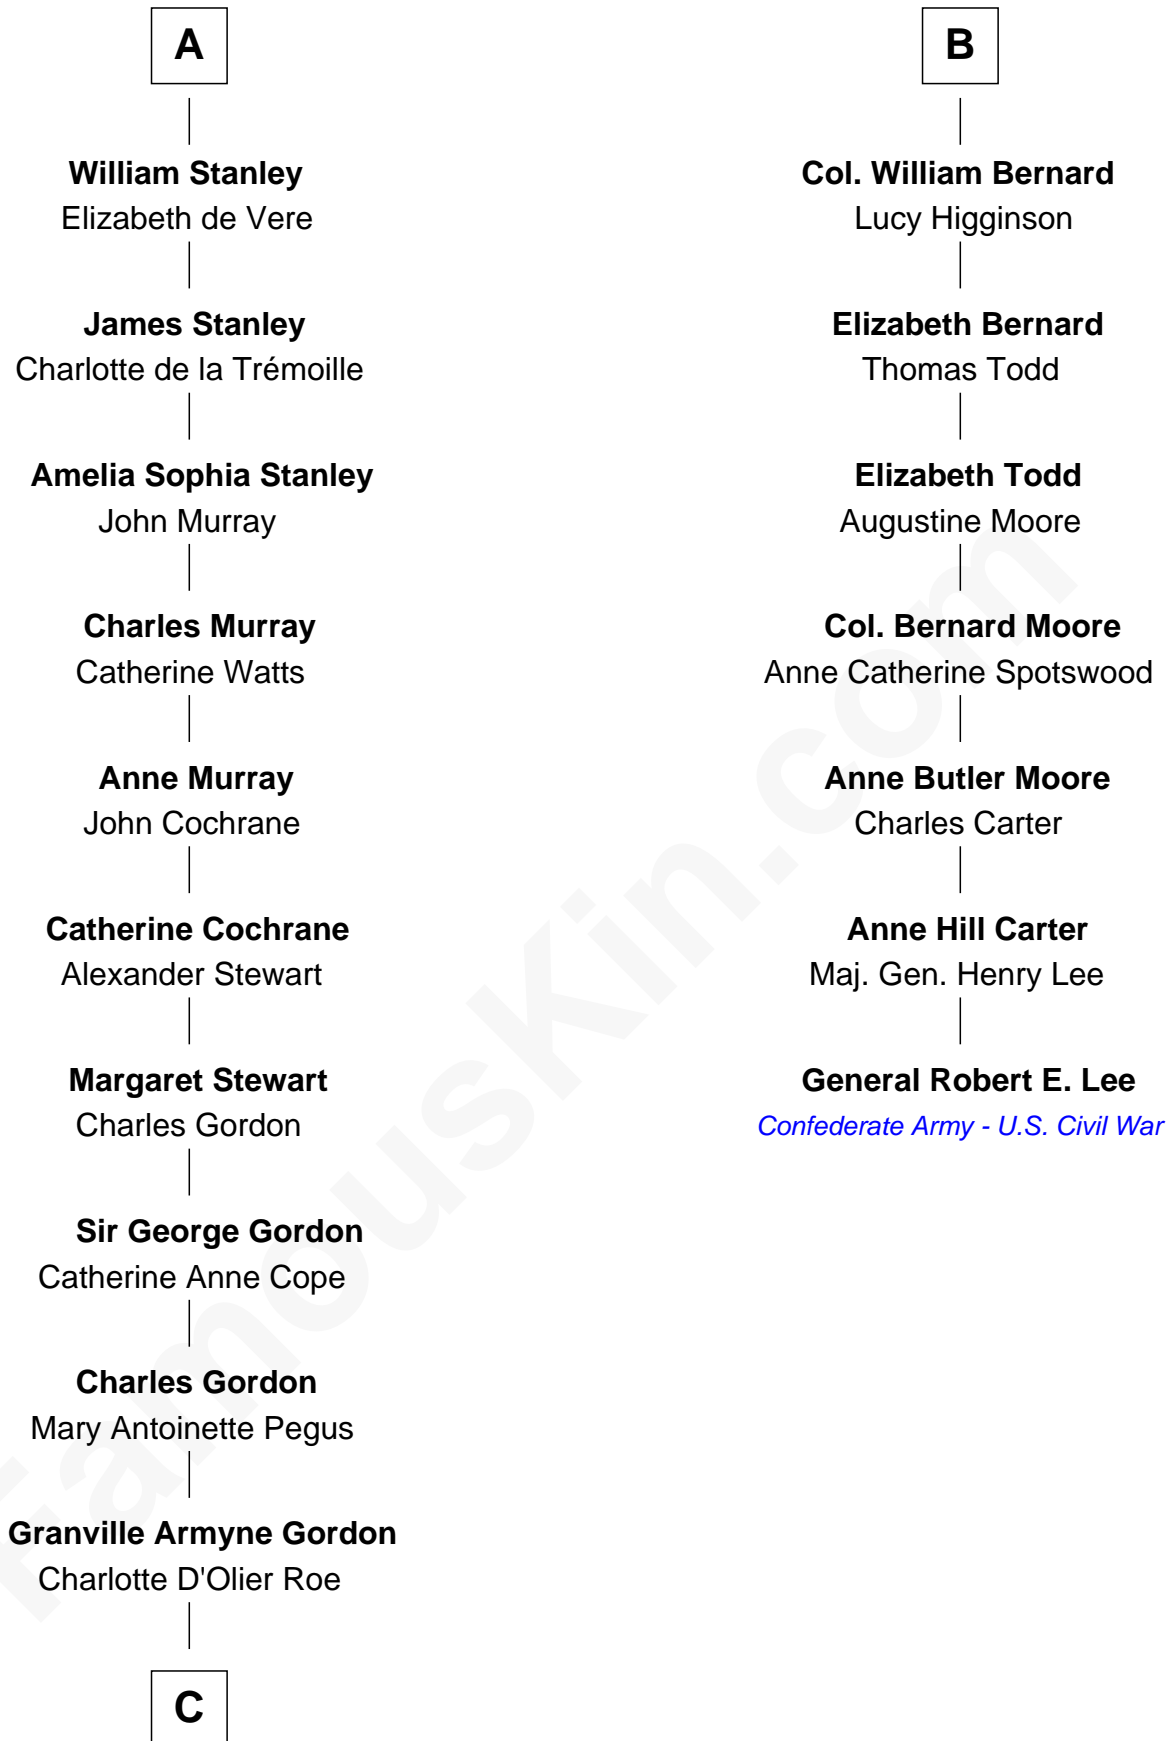 A
William Stanley
Elizabeth de Vere
James Stanley
Charlotte de la Trémoille
Amelia Sophia Stanley
John Murray
Charles Murray
Catherine Watts
Anne Murray
John Cochrane
Catherine Cochrane
Alexander Stewart
Margaret Stewart
Charles Gordon
Sir George Gordon
Catherine Anne Cope
Charles Gordon
Mary Antoinette Pegus
Granville Armyne Gordon
Charlotte D'Olier Roe
C
B
Col. William Bernard
Lucy Higginson
Elizabeth Bernard
Thomas Todd
Elizabeth Todd
Augustine Moore
Col. Bernard Moore
Anne Catherine Spotswood
Anne Butler Moore
Charles Carter
Anne Hill Carter
Maj. Gen. Henry Lee
General Robert E. Lee
Confederate Army - U.S. Civil War
FamousKin.com